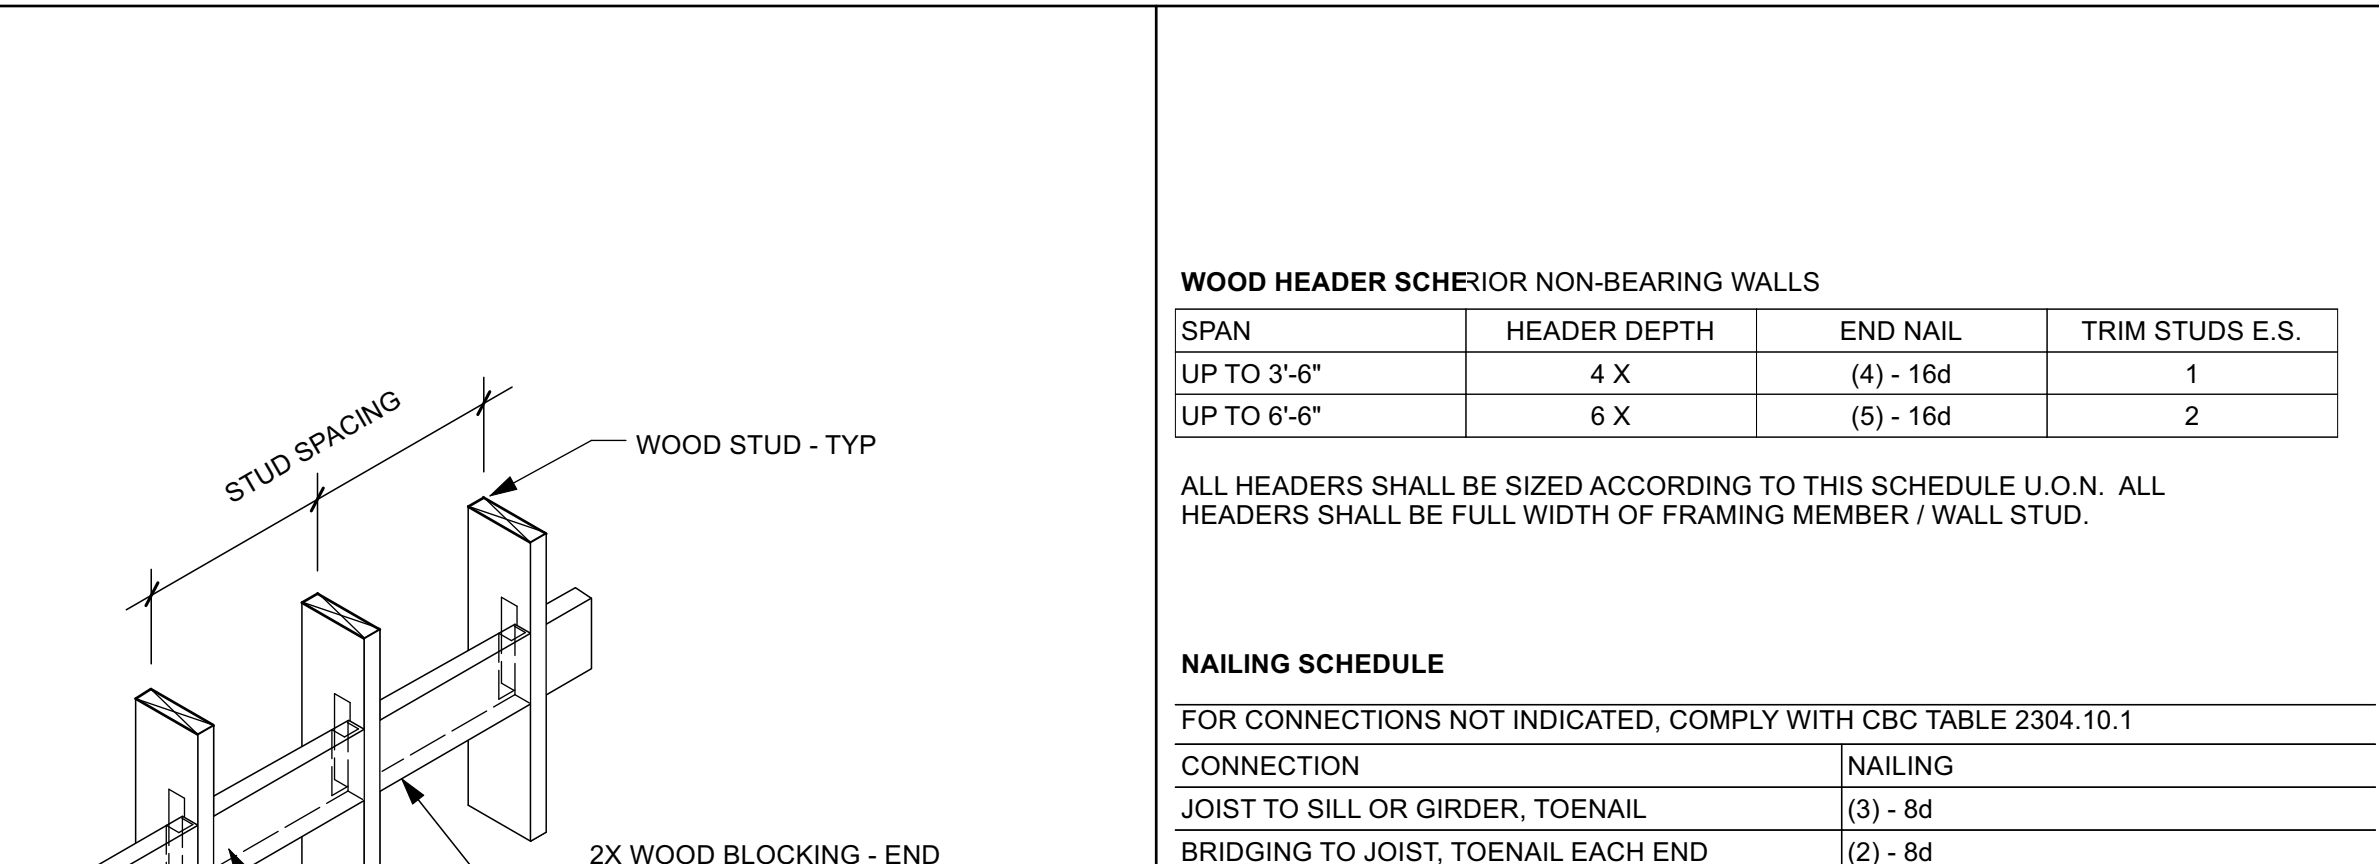 STUD SPACING
WOOD STUD - TYP
2X WOOD BLOCKING - END
WOOD HEADER SCHERIOR NON-BEARING WALLS
SPAN HEADER DEPTH END NAIL TRIM STUDS E.S.
UP TO 3'-6" 4 X (4) - 16d 1
UP TO 6'-6" 6 X (5) - 16d 2
ALL HEADERS SHALL BE SIZED ACCORDING TO THIS SCHEDULE U.O.N. ALL
HEADERS SHALL BE FULL WIDTH OF FRAMING MEMBER / WALL STUD.
NAILING SCHEDULE
FOR CONNECTIONS NOT INDICATED, COMPLY WITH CBC TABLE 2304.10.1
CONNECTION NAILING
JOIST TO SILL OR GIRDER, TOENAIL (3) - 8d
BRIDGING TO JOIST, TOENAIL EACH END (2) - 8d